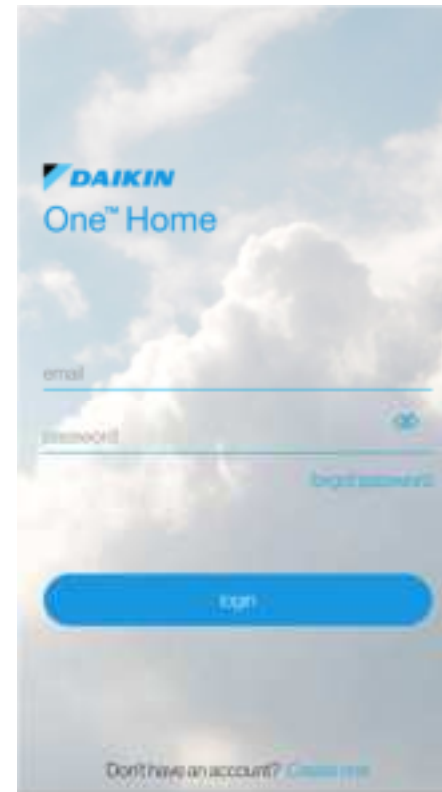 DAIKIN
One™ Home
email
password
forgot password
login
Don't have an account? Create one